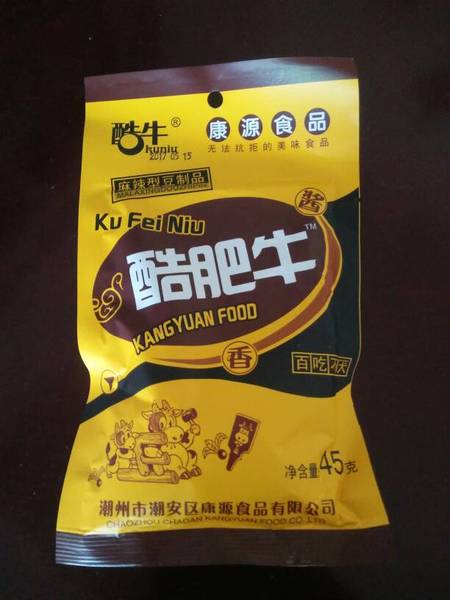 酷牛®
kuniu
2017 05 15
康源食品
无法抗拒的美味食品
麻辣型豆制品
MALAXINGDOUZHIPIN
Ku Fei Niu
酱
酷肥牛™
KANGYUAN FOOD
香
百吃不厌
净含量45克
潮州市潮安区康源食品有限公司
CHAOZHOU CHAOAN KANGYUAN FOOD CO.,LTD